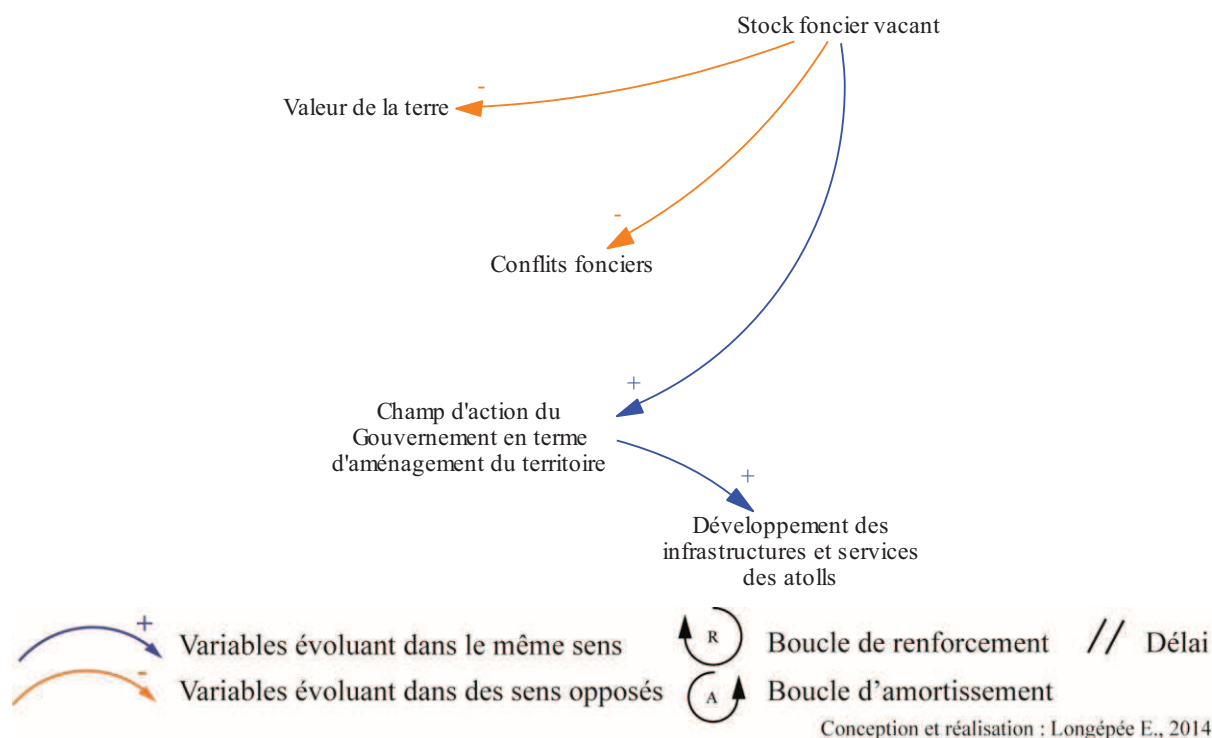 Stock foncier vacant
-
Valeur de la terre
-
Conflits fonciers
+
Champ d'action du
Gouvernement en terme
d'aménagement du territoire
+
Développement des
infrastructures et services
des atolls
+ Variables évoluant dans le même sens
R Boucle de renforcement
// Délai
- Variables évoluant dans des sens opposés
A Boucle d’amortissement
Conception et réalisation : Longépée E., 2014